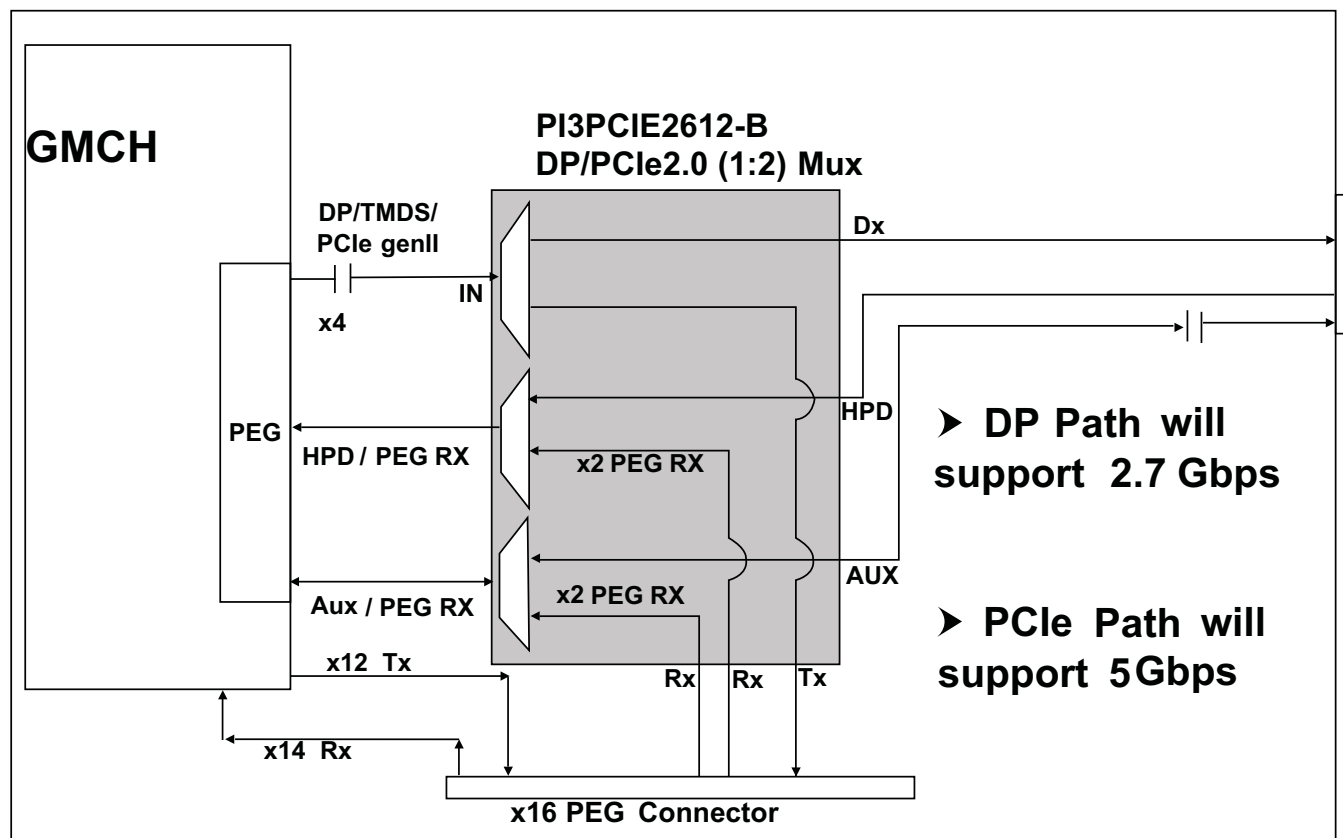 GMCH
PI3PCIE2612-B
DP/PCIe2.0 (1:2) Mux
DP/TMDS/
PCIe genII
x4
IN
Dx
PEG
HPD / PEG RX
x2 PEG RX
HPD
➤ DP Path will
support 2.7 Gbps
Aux / PEG RX
x2 PEG RX
AUX
➤ PCIe Path will
support 5Gbps
x12 Tx
Rx
Rx
Tx
x14 Rx
x16 PEG Connector